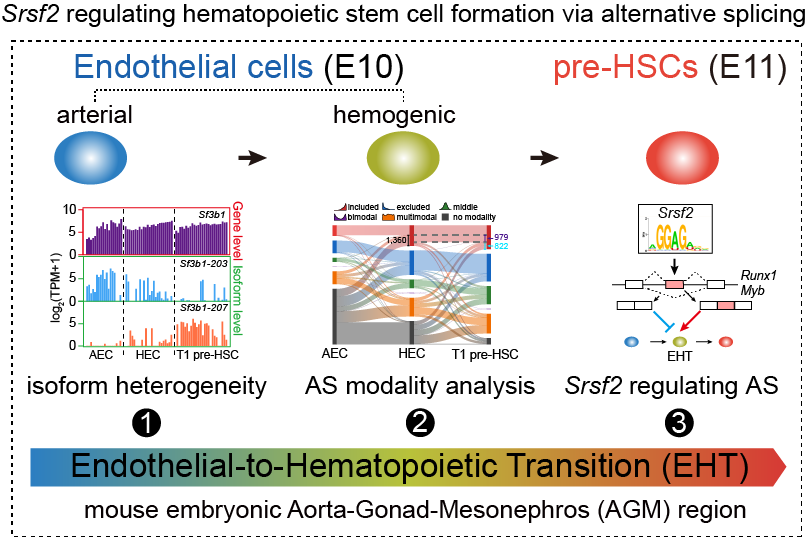 Srsf2 regulating hematopoietic stem cell formation via alternative splicing
Endothelial cells (E10)
pre-HSCs (E11)
arterial
hemogenic
10
5
0
5
0
5
0
log2(TPM+1)
Sf3b1
Sf3b1-203
Sf3b1-207
Gene level
Isoform level
AEC
HEC
T1 pre-HSC
included
excluded
middle
bimodal
multimodal
no modality
1,360
979
822
AEC
HEC
T1 pre-HSC
Srsf2
GGAG
Runx1
Myb
EHT
isoform heterogeneity
AS modality analysis
Srsf2 regulating AS
1
2
3
Endothelial-to-Hematopoietic Transition (EHT)
mouse embryonic Aorta-Gonad-Mesonephros (AGM) region